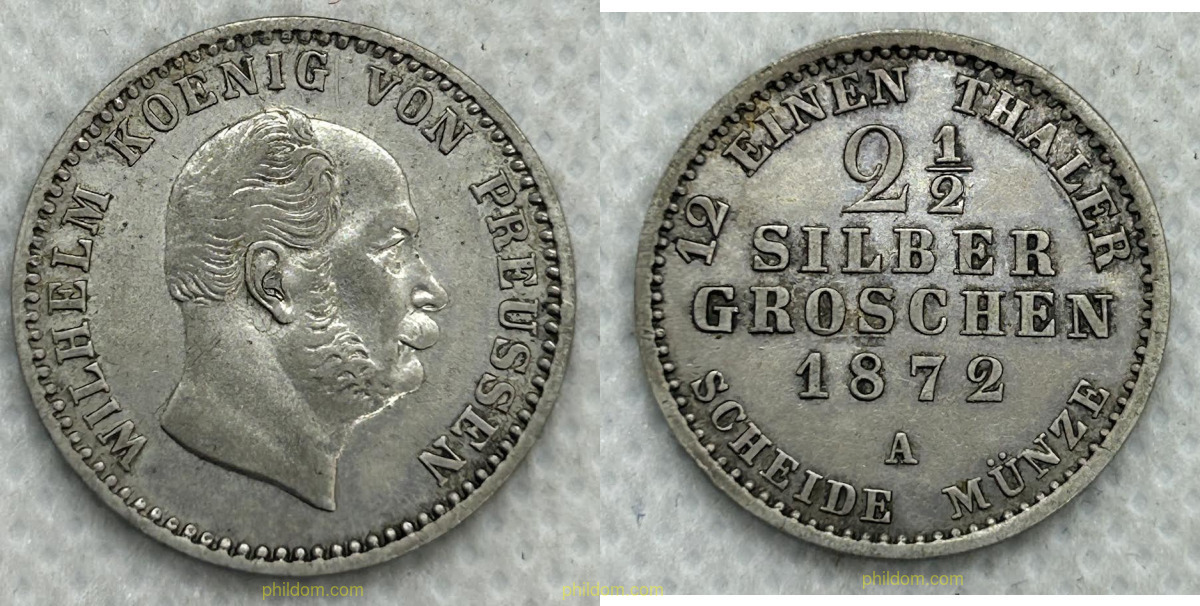 WILHELM KOENIG VON PREUSSEN
12 EINEN THALER
2 1/2
SILBER
GROSCHEN
1872
A
SCHEIDE MÜNZE
phildom.com
phildom.com
phildom.com